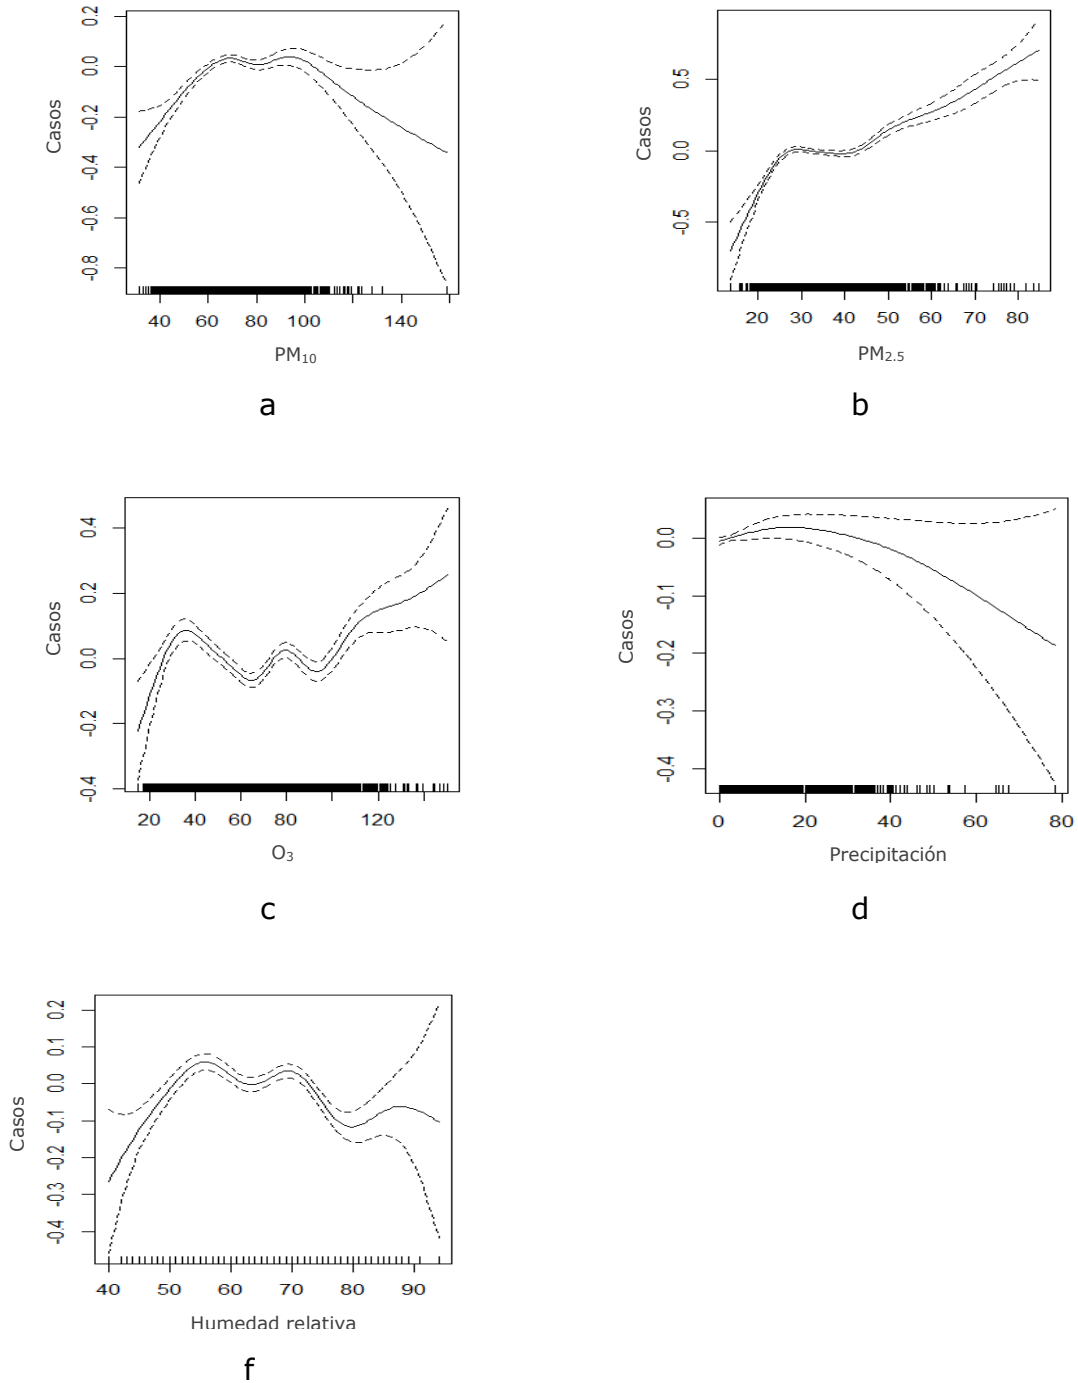 Casos
0.2
0.0
-0.2
-0.4
-0.6
-0.8
40 60 80 100 140
PM10
a
Casos
0.5
0.0
-0.5
20 30 40 50 60 70 80
PM2.5
b
Casos
0.4
0.2
0.0
-0.2
-0.4
20 40 60 80 120
O3
c
Casos
0.0
-0.1
-0.2
-0.3
-0.4
0 20 40 60 80
Precipitación
d
Casos
0.2
0.1
0.0
-0.1
-0.2
-0.3
-0.4
40 50 60 70 80 90
Humedad relativa
f